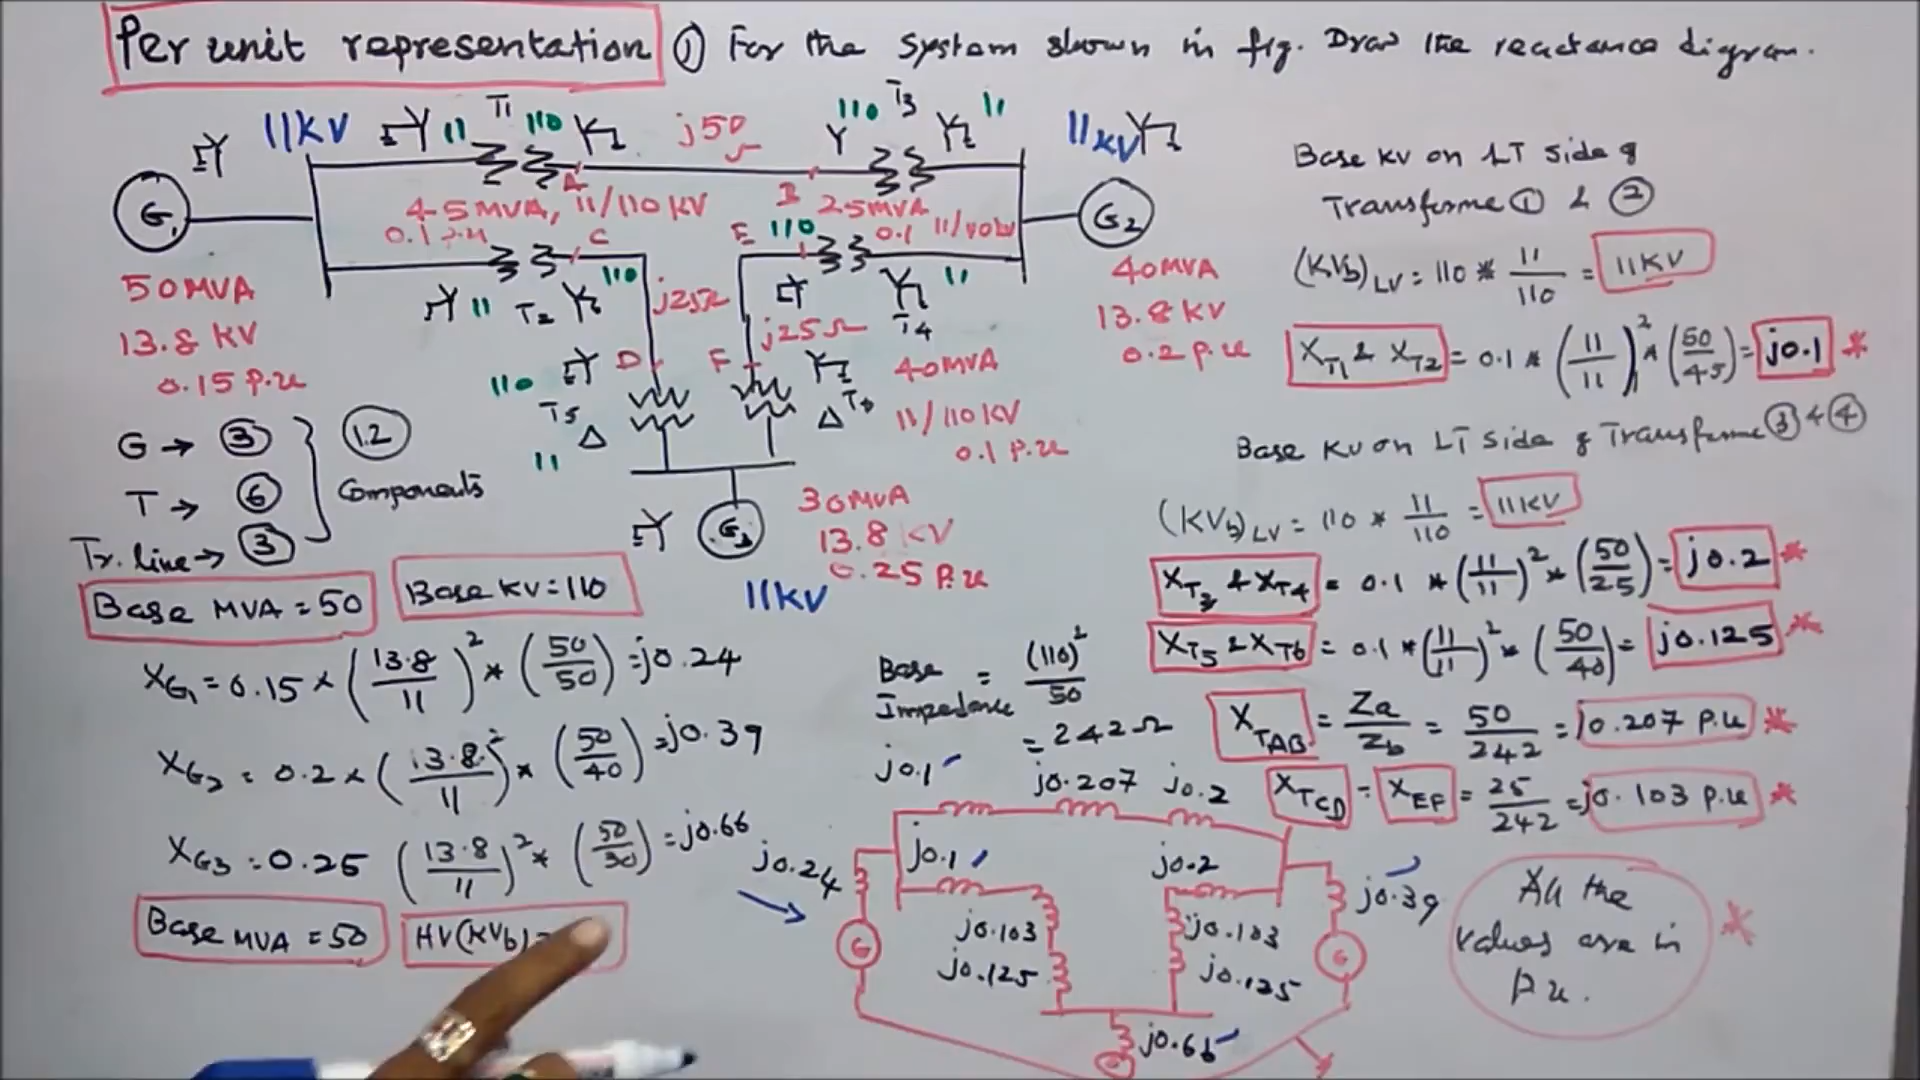 Per unit representation ① For the system shown in fig. Draw the reactance digram.
11KV 11 T1 110 j50 Ω Y 110 T3 11 11KV
A B
45MVA, 11/110 KV 25MVA
0.1 P.u C E 110 0.1
G1 G2
11 T2 110 j25Ω 11 T4
50MVA
13.8 KV
0.15 P.u
40MVA
13.8 KV
0.2 P.u
j25Ω
110 D F
T5 Δ Δ
11
40MVA
11/110KV
0.1 P.u
G → ③
T → ⑥
Tr. line → ③
12
Components
30MVA
13.8 KV
0.25 P.u
11KV
Base MVA = 50 Base KV = 110
XG1 = 0.15 × (13.8/11)² * (50/50) = j0.24
XG2 = 0.2 × (13.8/11)² * (50/40) = j0.39
XG3 = 0.25 (13.8/11)² * (50/30) = j0.66
Base MVA = 50 HV(KVb) =
Base Impedance = (110)²/50
= 242 Ω
Base KV on LT side of
Transforme ① & ②
(KVb)LV = 110 * 11/110 = 11KV
XT1 & XT2 = 0.1 * (11/11)² * (50/45) = j0.1 *
Base KV on LT side of Transforme ③ & ④
(KVb)LV = 110 * 11/110 = 11KV
XT3 & XT4 = 0.1 * (11/11)² * (50/25) = j0.2 *
XT5 & XT6 = 0.1 * (11/11)² * (50/40) = j0.125 *
XTAB = Za/Zb = 50/242 = j0.207 P.u *
XTCD = XEF = 25/242 = j0.103 P.u *
j0.1 j0.207 j0.2
j0.24 j0.1 j0.2 j0.39
G j0.103 j0.103 G
j0.125 j0.125
j0.66
All the
values are in
P.u.
*